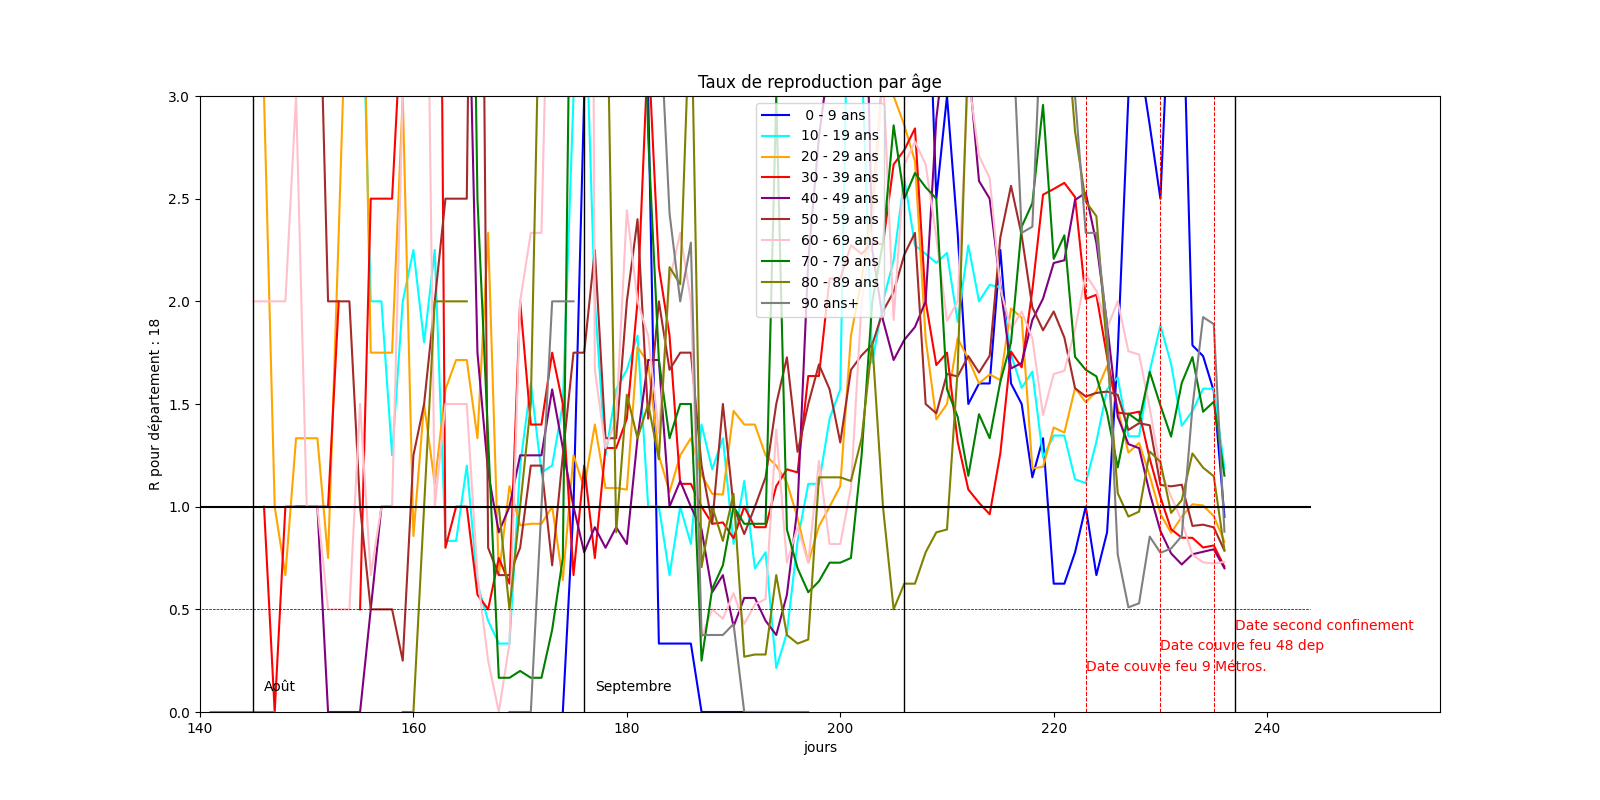 Taux de reproduction par âge
R pour département : 18
3.0
2.5
2.0
1.5
1.0
0.5
0.0
0 - 9 ans
10 - 19 ans
20 - 29 ans
30 - 39 ans
40 - 49 ans
50 - 59 ans
60 - 69 ans
70 - 79 ans
80 - 89 ans
90 ans+
Date second confinement
Date couvre feu 48 dep
Date couvre feu 9 Métros.
Août
Septembre
140
160
180
200
220
240
jours